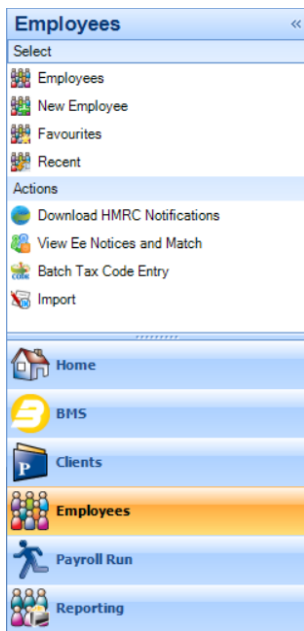 Employees «
Select
Employees
New Employee
Favourites
Recent
Actions
Download HMRC Notifications
View Ee Notices and Match
CODE Batch Tax Code Entry
Import
Home
BMS
P Clients
Employees
Payroll Run
Reporting